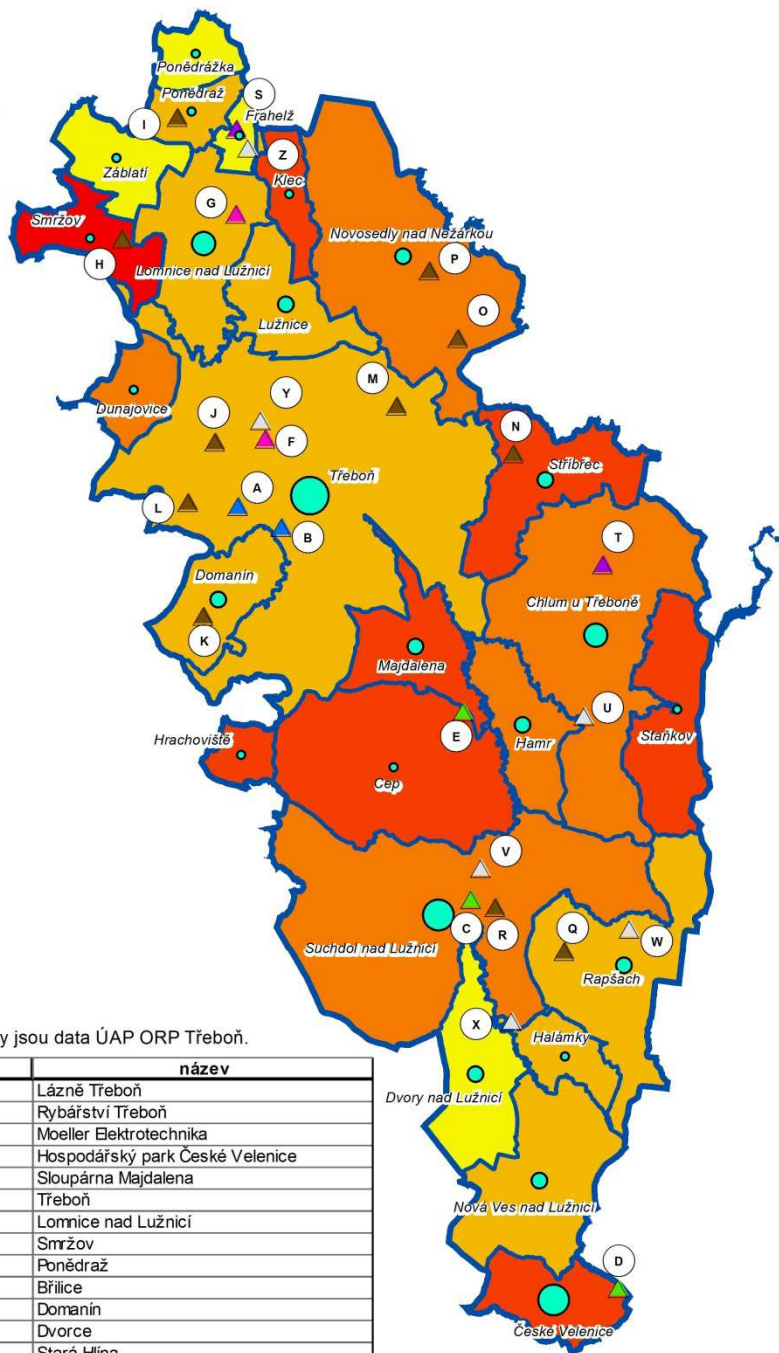 Ponědrážka
Ponědraž
S
Frahelž
I
Z
Záblatí
Klec
G
Smržov
Novosedly nad Nežárkou
P
H
Lomnice nad Lužnicí
O
Lužnice
M
Dunajovice
Y
J
F
N
Stříbřec
A
Třeboň
L
B
T
Domanín
Chlum u Třeboně
K
Majdalena
U
E
Hamr
Staňkov
Hrachoviště
Cep
V
C
R
Q
W
Suchdol nad Lužnicí
Rapšach
X
Halámky
y jsou data ÚAP ORP Třeboň.
název
Lázně Třeboň
Rybářství Třeboň
Dvory nad Lužnicí
Moeller Elektrotechnika
Hospodářský park České Velenice
Sloupárna Majdalena
Třeboň
Nová Ves nad Lužnicí
Lomnice nad Lužnicí
Smržov
Ponědraž
D
Břilice
Domanín
Dvorce
České Velenice
Stará Hlína